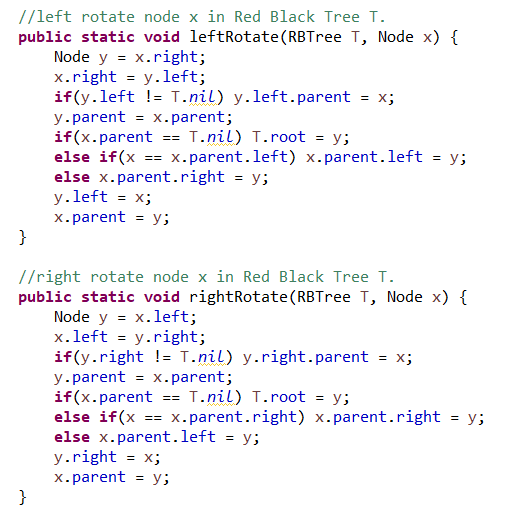 //left rotate node x in Red Black Tree T.
public static void leftRotate(RBTree T, Node x) {
    Node y = x.right;
    x.right = y.left;
    if(y.left != T.nil) y.left.parent = x;
    y.parent = x.parent;
    if(x.parent == T.nil) T.root = y;
    else if(x == x.parent.left) x.parent.left = y;
    else x.parent.right = y;
    y.left = x;
    x.parent = y;
}
//right rotate node x in Red Black Tree T.
public static void rightRotate(RBTree T, Node x) {
    Node y = x.left;
    x.left = y.right;
    if(y.right != T.nil) y.right.parent = x;
    y.parent = x.parent;
    if(x.parent == T.nil) T.root = y;
    else if(x == x.parent.right) x.parent.right = y;
    else x.parent.left = y;
    y.right = x;
    x.parent = y;
}